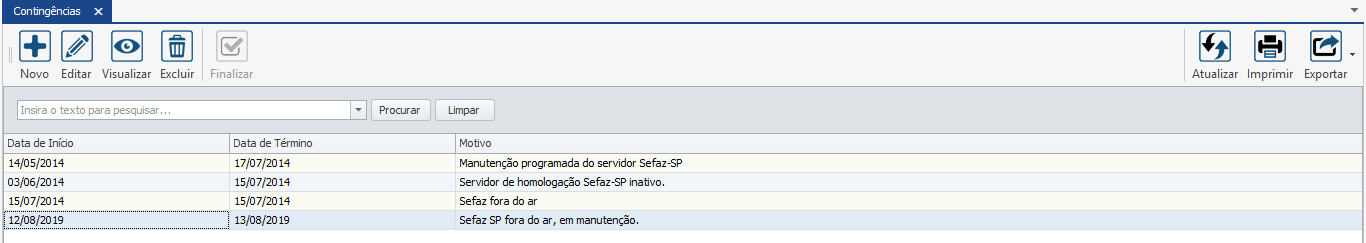 Contingências
Novo Editar Visualizar Excluir Finalizar Atualizar Imprimir Exportar
Insira o texto para pesquisar... Procurar Limpar
Data de Início Data de Término Motivo
14/05/2014 17/07/2014 Manutenção programada do servidor Sefaz-SP
03/06/2014 15/07/2014 Servidor de homologação Sefaz-SP inativo.
15/07/2014 15/07/2014 Sefaz fora do ar
12/08/2019 13/08/2019 Sefaz SP fora do ar, em manutenção.